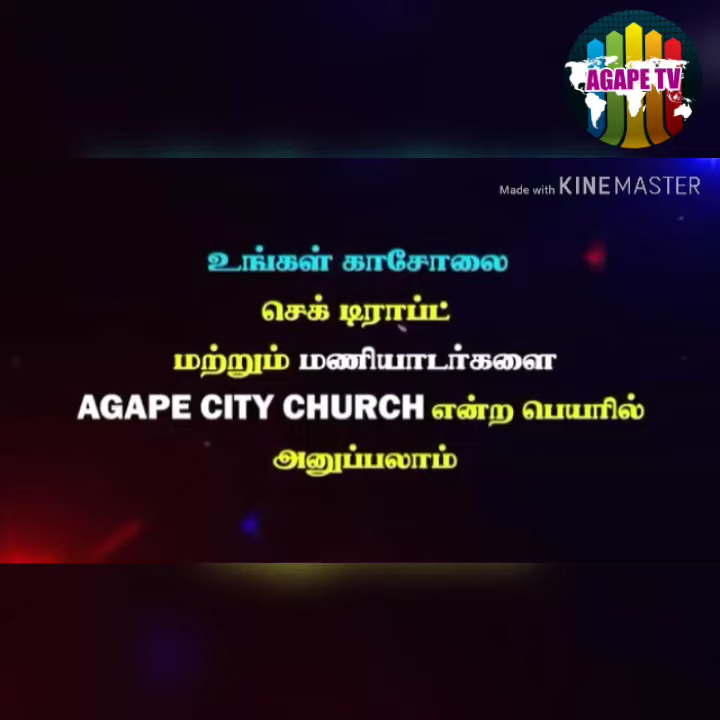 AGAPE TV
Made with KINEMASTER
உங்கள் காசோலை
செக் டிராப்ட்
மற்றும் மணியாடர்களை
AGAPE CITY CHURCH என்ற பெயரில்
அனுப்பலாம்